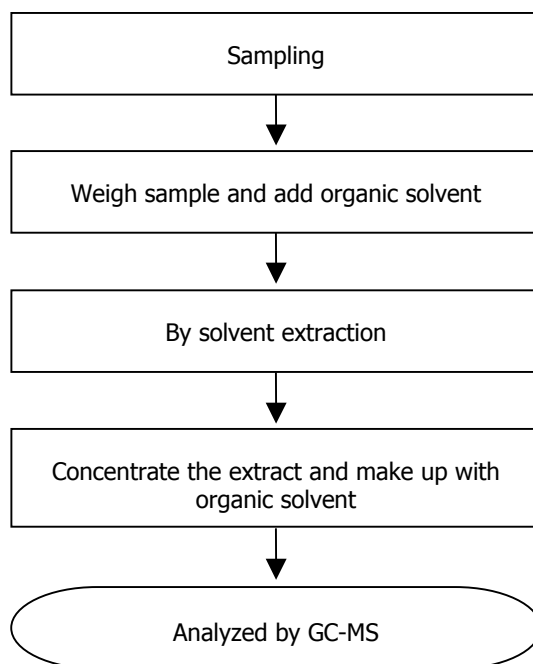 Sampling
Weigh sample and add organic solvent
By solvent extraction
Concentrate the extract and make up with
organic solvent
Analyzed by GC-MS